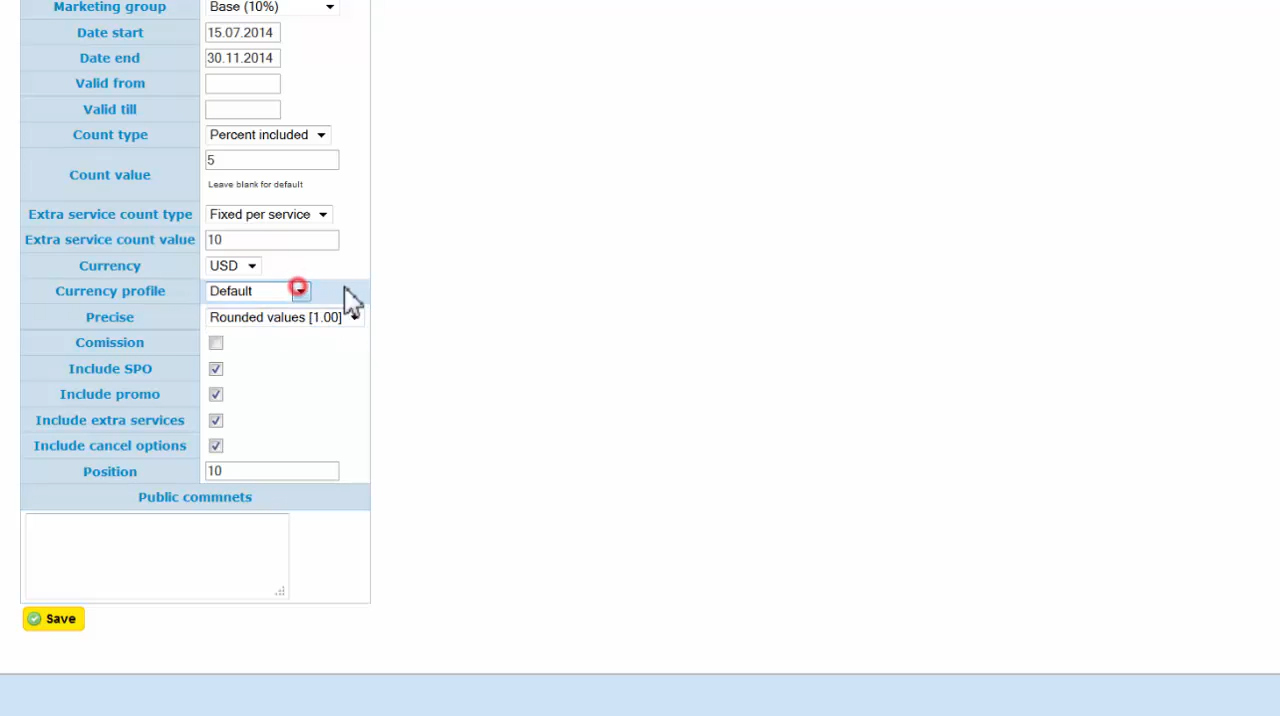 Marketing group Base (10%)
Date start 15.07.2014
Date end 30.11.2014
Valid from
Valid till
Count type Percent included
Count value 5
Leave blank for default
Extra service count type Fixed per service
Extra service count value 10
Currency USD
Currency profile Default
Precise Rounded values [1.00]
Comission
Include SPO
Include promo
Include extra services
Include cancel options
Position 10
Public commnets
Save